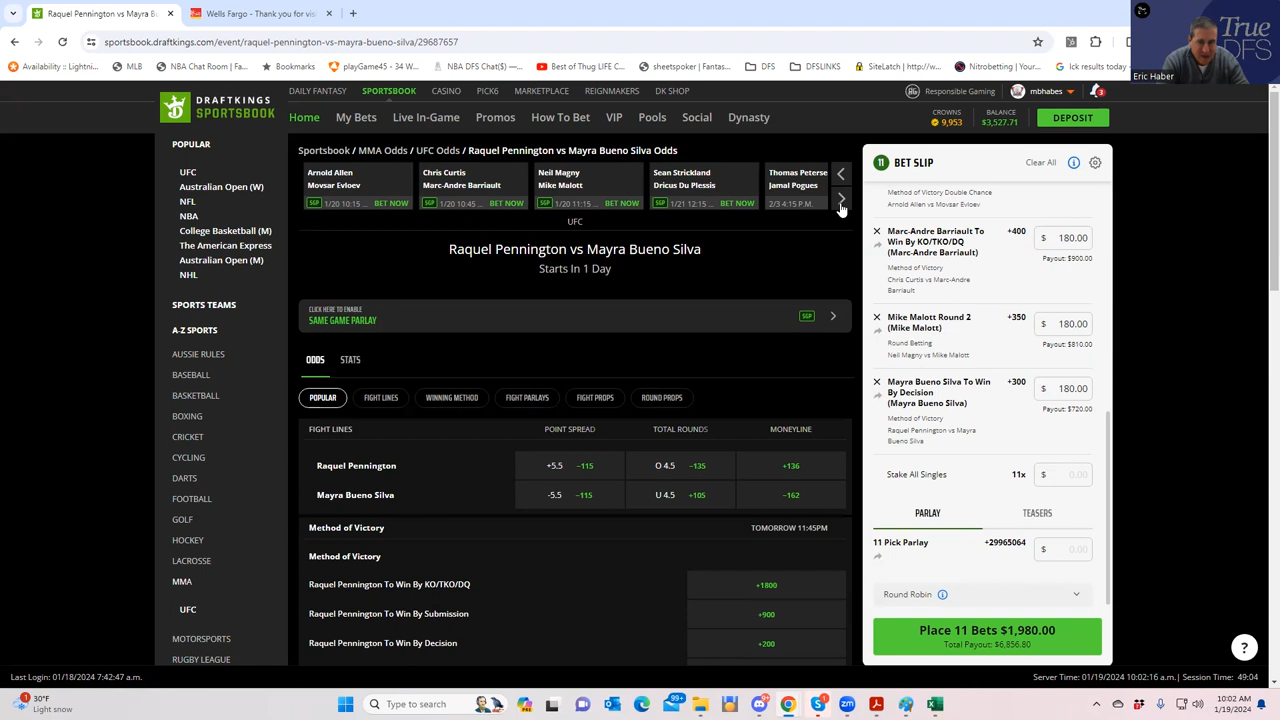 Raquel Pennington vs Mayra Bu
Wells Fargo - Thank you for visi
sportsbook.draftkings.com/event/raquel-pennington-vs-mayra-bueno-silva/29687657
Availability :: Lightni...
MLB
NBA Chat Room / Fa...
Bookmarks
playGame45 - 34 W...
NBA DFS Chat($)—...
Best of Thug LIFE C...
sheetspoker | Fantas...
DFS
DFSLINKS
SiteLatch | http://w...
Nitrobetting | Your...
Ick results today - G
True
DFS
Eric Haber
DRAFTKINGS
SPORTSBOOK
DAILY FANTASY
SPORTSBOOK
CASINO
PICK6
MARKETPLACE
REIGNMAKERS
DK SHOP
Responsible Gaming
mbhabes
3
Home
My Bets
Live In-Game
Promos
How To Bet
VIP
Pools
Social
Dynasty
CROWNS
9,953
BALANCE
$3,527.71
DEPOSIT
POPULAR
UFC
Australian Open (W)
NFL
NBA
College Basketball (M)
The American Express
Australian Open (M)
NHL
SPORTS TEAMS
A-Z SPORTS
AUSSIE RULES
BASEBALL
BASKETBALL
BOXING
CRICKET
CYCLING
DARTS
FOOTBALL
GOLF
HOCKEY
LACROSSE
MMA
UFC
MOTORSPORTS
RUGBY LEAGUE
Sportsbook / MMA Odds / UFC Odds / Raquel Pennington vs Mayra Bueno Silva Odds
Arnold Allen
Movsar Evloev
SGP 1/20 10:15 ... BET NOW
Chris Curtis
Marc-Andre Barriault
SGP 1/20 10:45 ... BET NOW
Neil Magny
Mike Malott
SGP 1/20 11:15 ... BET NOW
Sean Strickland
Dricus Du Plessis
SGP 1/21 12:15 ... BET NOW
Thomas Peterse
Jamal Pogues
2/3 4:15 P.M.
UFC
Raquel Pennington vs Mayra Bueno Silva
Starts In 1 Day
CLICK HERE TO ENABLE
SAME GAME PARLAY
SGP
ODDS
STATS
POPULAR
FIGHT LINES
WINNING METHOD
FIGHT PARLAYS
FIGHT PROPS
ROUND PROPS
FIGHT LINES
POINT SPREAD
TOTAL ROUNDS
MONEYLINE
Raquel Pennington
+5.5 −115
O 4.5 −135
+136
Mayra Bueno Silva
-5.5 −115
U 4.5 +105
−162
Method of Victory
TOMORROW 11:45PM
Method of Victory
Raquel Pennington To Win By KO/TKO/DQ
+1800
Raquel Pennington To Win By Submission
+900
Raquel Pennington To Win By Decision
+200
11 BET SLIP
Clear All
Method of Victory Double Chance
Arnold Allen vs Movsar Evloev
Marc-Andre Barriault To
Win By KO/TKO/DQ
(Marc-Andre Barriault)
+400
$ 180.00
Payout: $900.00
Method of Victory
Chris Curtis vs Marc-Andre
Barriault
Mike Malott Round 2
(Mike Malott)
+350
$ 180.00
Payout: $810.00
Round Betting
Neil Magny vs Mike Malott
Mayra Bueno Silva To Win
By Decision
(Mayra Bueno Silva)
+300
$ 180.00
Payout: $720.00
Method of Victory
Raquel Pennington vs Mayra
Bueno Silva
Stake All Singles
11x
$ 0.00
PARLAY
TEASERS
11 Pick Parlay
+29965064
$ 0.00
Round Robin
Place 11 Bets $1,980.00
Total Payout: $6,856.80
?
Last Login: 01/18/2024 7:42:47 a.m.
Server Time: 01/19/2024 10:02:16 a.m.
Session Time: 49:04
1
30°F
Light snow
Type to search
99+
10:02 AM
1/19/2024